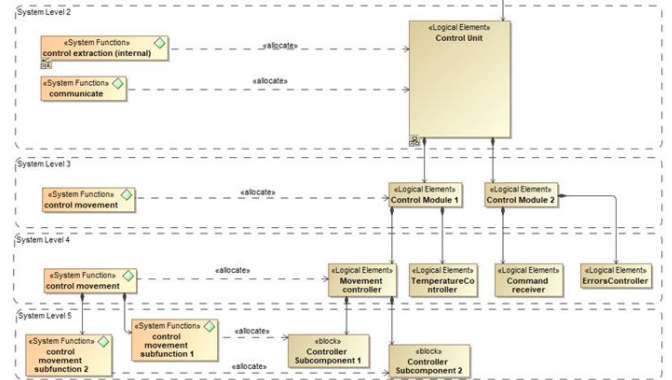 System Level 2
«System Function»
control extraction (internal)
«allocate»
«Logical Element»
Control Unit
«System Function»
communicate
«allocate»
System Level 3
«System Function»
control movement
«allocate»
«Logical Element»
Control Module 1
«Logical Element»
Control Module 2
System Level 4
«System Function»
control movement
«allocate»
«Logical Element»
Movement
controller
«Logical Element»
TemperatureCo
ntroller
«Logical Element»
Command
receiver
«Logical Element»
ErrorsController
System Level 5
«System Function»
control
movement
subfunction 2
«System Function»
control
movement
subfunction 1
«allocate»
«allocate»
«block»
Controller
Subcomponent 1
«block»
Controller
Subcomponent 2